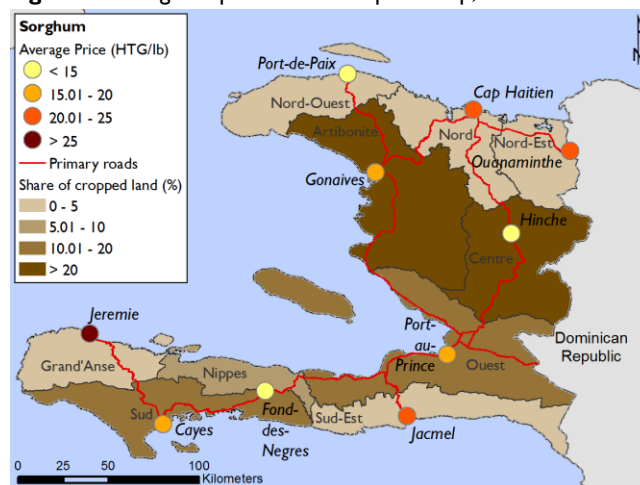 Sorghum
Average Price (HTG/lb)
< 15
15.01 - 20
20.01 - 25
> 25
Primary roads
Share of cropped land (%)
0 - 5
5.01 - 10
10.01 - 20
> 20
Port-de-Paix
Cap Haitien
Nord-Ouest
Artibonite
Nord
Nord-Est
Ouanaminthe
Gonaives
Hinche
Centre
Jeremie
Port-
au-
Prince
Ouest
Dominican
Republic
Grand'Anse
Nippes
Sud
Cayes
Fond-
des-
Negres
Sud-Est
Jacmel
0 25 50 100
Kilometers